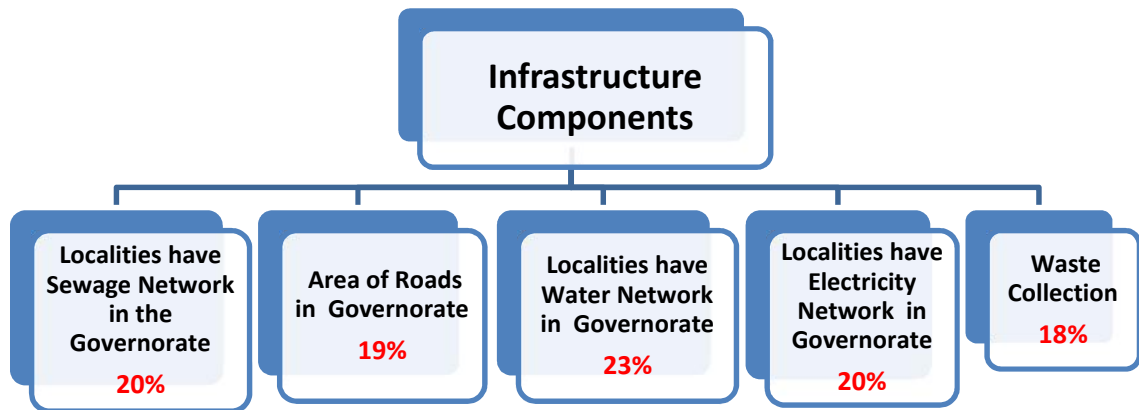 Infrastructure
Components
Localities have
Sewage Network
in the
Governorate
20%
Area of Roads
in Governorate
19%
Localities have
Water Network
in Governorate
23%
Localities have
Electricity
Network in
Governorate
20%
Waste
Collection
18%